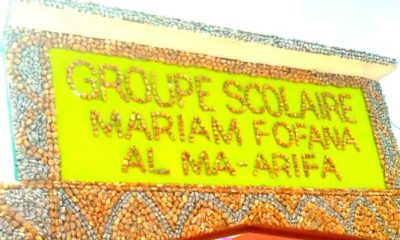 GROUPE SCOLAIRE
MARIAM FOFANA
AL MA-ARIFA